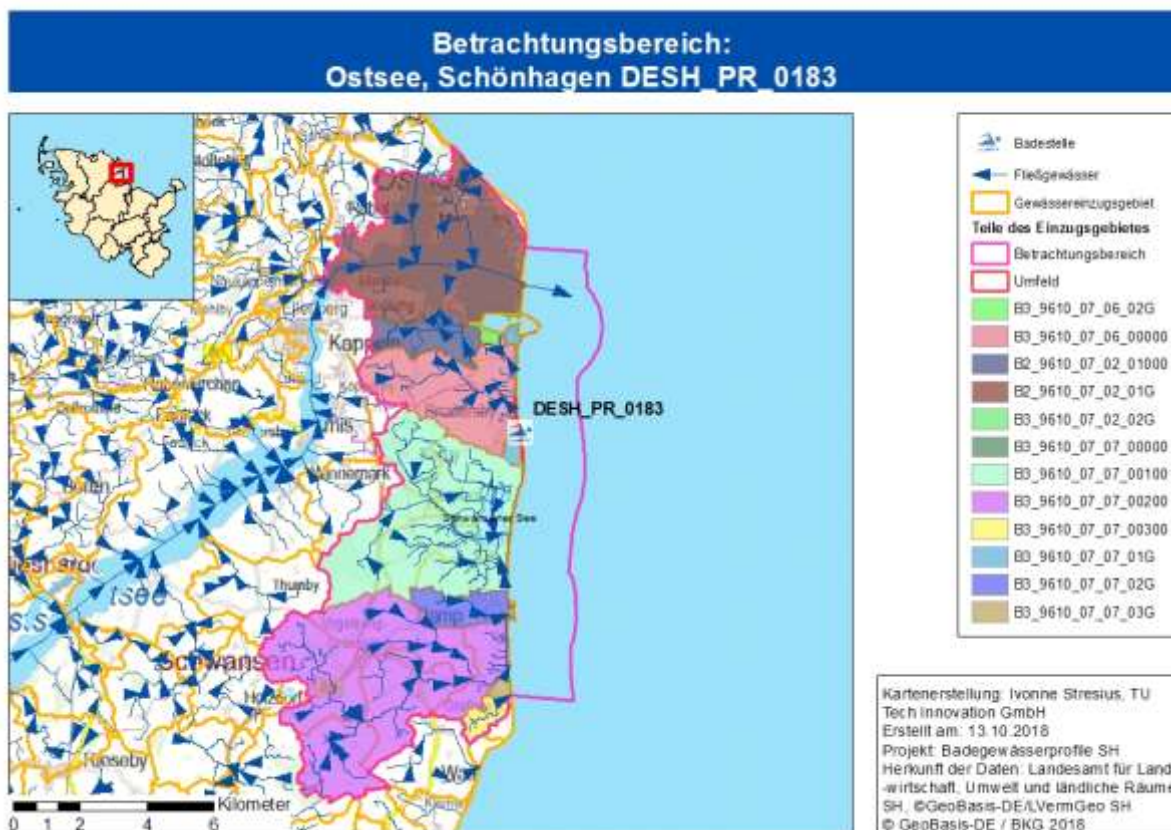 Betrachtungsbereich:
Ostsee, Schönhagen DESH_PR_0183
Kappeln
Ellenberg
DESH_PR_0183
Winnemark
Thumby
Schwansen
Rieseby
Kilometer
0 1 2 4 6
Badestelle
Fließgewässer
Gewässereinzugsgebiet
Teile des Einzugsgebietes
Betrachtungsbereich
Umfeld
B3_9610_07_06_02G
B3_9610_07_06_00000
B2_9610_07_02_01000
B2_9610_07_02_01G
B3_9610_07_02_02G
B3_9610_07_07_00000
B3_9610_07_07_00100
B3_9610_07_07_00200
B3_9610_07_07_00300
B3_9610_07_07_01G
B3_9610_07_07_02G
B3_9610_07_07_03G
Kartenerstellung: Ivonne Stresius, TU
Tech Innovation GmbH
Erstellt am: 13.10.2018
Projekt: Badegewässerprofile SH
Herkunft der Daten: Landesamt für Land
-wirtschaft, Umwelt und ländliche Räume
SH, ©GeoBasis-DE/LVermGeo SH
© GeoBasis-DE / BKG 2018